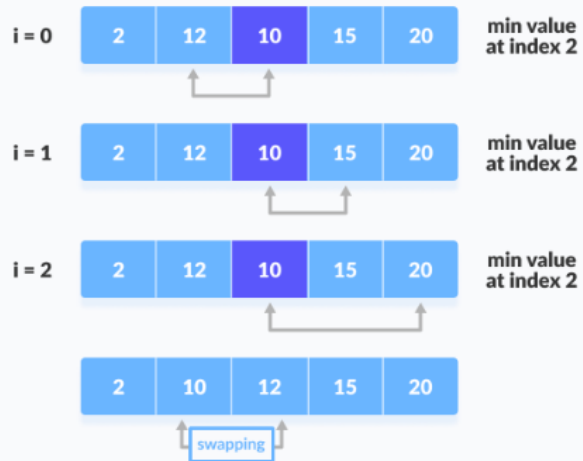 i = 0 2 12 10 15 20 min value
at index 2
i = 1 2 12 10 15 20 min value
at index 2
i = 2 2 12 10 15 20 min value
at index 2
2 10 12 15 20
swapping